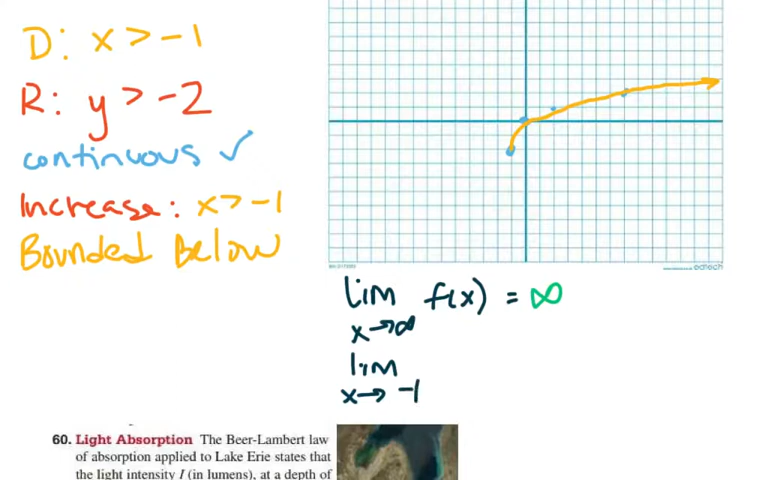 D: x > -1
R: y > -2
continuous ✓
Increase: x > -1
Bounded Below
edtech
lim f(x) = ∞
x→∞
lim
x→ -1
60. Light Absorption The Beer-Lambert law
of absorption applied to Lake Erie states that
the light intensity I (in lumens), at a depth of